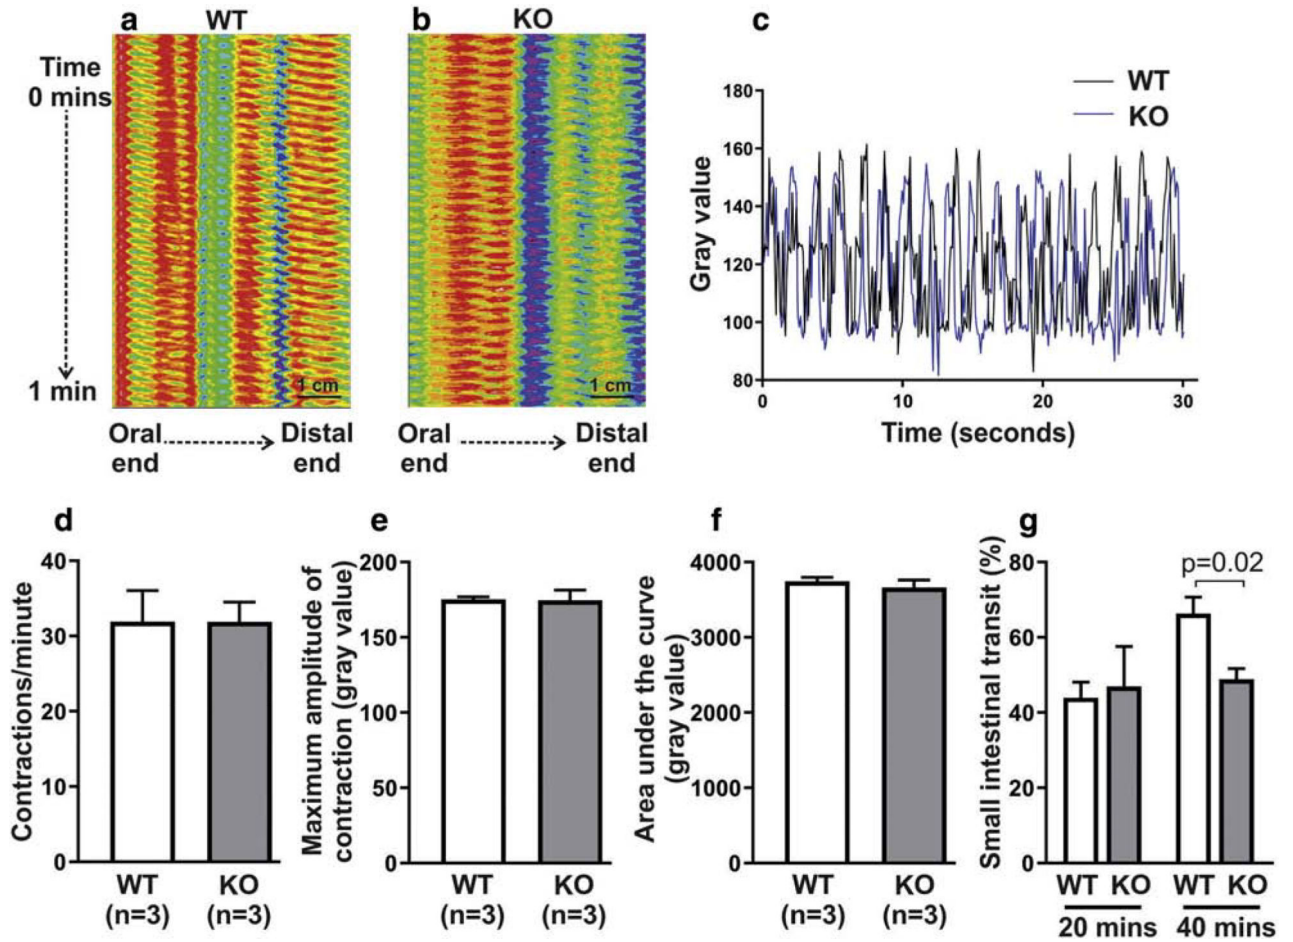 a
WT
Time
0 mins
1 min
1 cm
Oral
end
Distal
end
b
KO
1 cm
Oral
end
Distal
end
c
WT
KO
Gray value
180
160
140
120
100
80
0
10
20
30
Time (seconds)
d
Contractions/minute
40
30
20
10
0
WT
(n=3)
KO
(n=3)
e
Maximum amplitude of
contraction (gray value)
200
150
100
50
0
WT
(n=3)
KO
(n=3)
f
Area under the curve
(gray value)
4000
3000
2000
1000
0
WT
(n=3)
KO
(n=3)
g
Small intestinal transit (%)
80
60
40
20
0
p=0.02
WT KO
20 mins
WT KO
40 mins